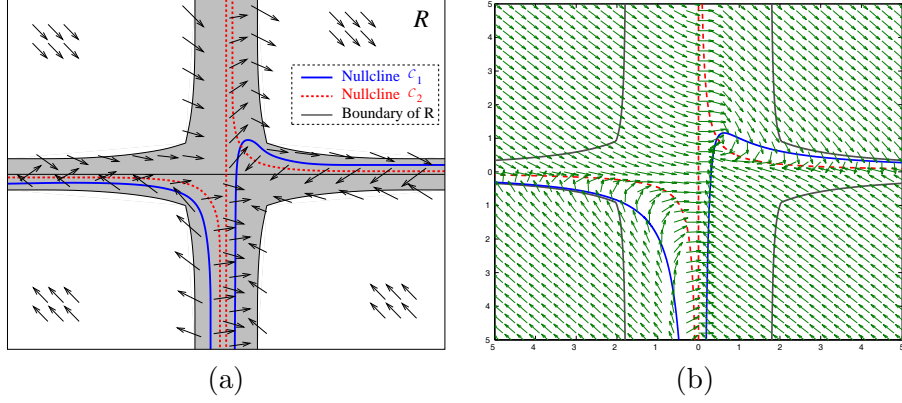 R
Nullcline C₁
Nullcline C₂
Boundary of R
(a)
5
4
3
2
1
0
1
2
3
4
5
5 4 3 2 1 0 1 2 3 4 5
(b)